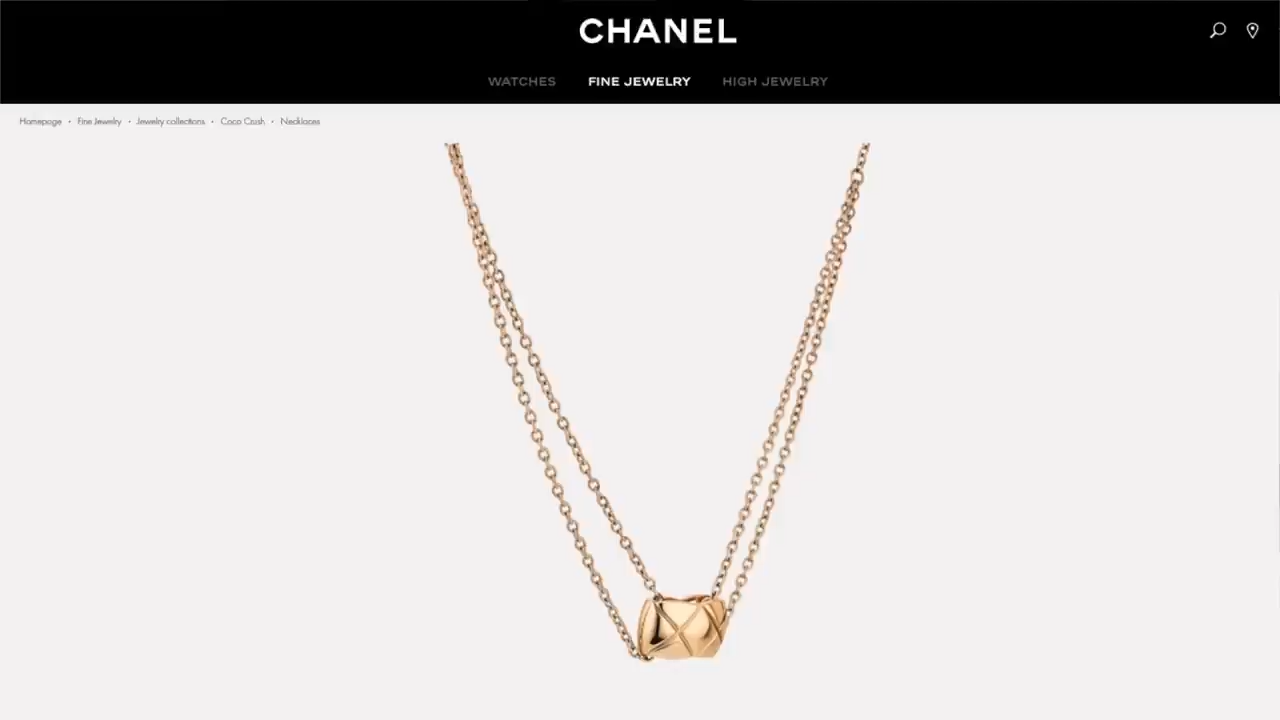 CHANEL
WATCHES FINE JEWELRY HIGH JEWELRY
Homepage • Fine Jewelry • Jewelry collections • Coco Crush • Necklaces